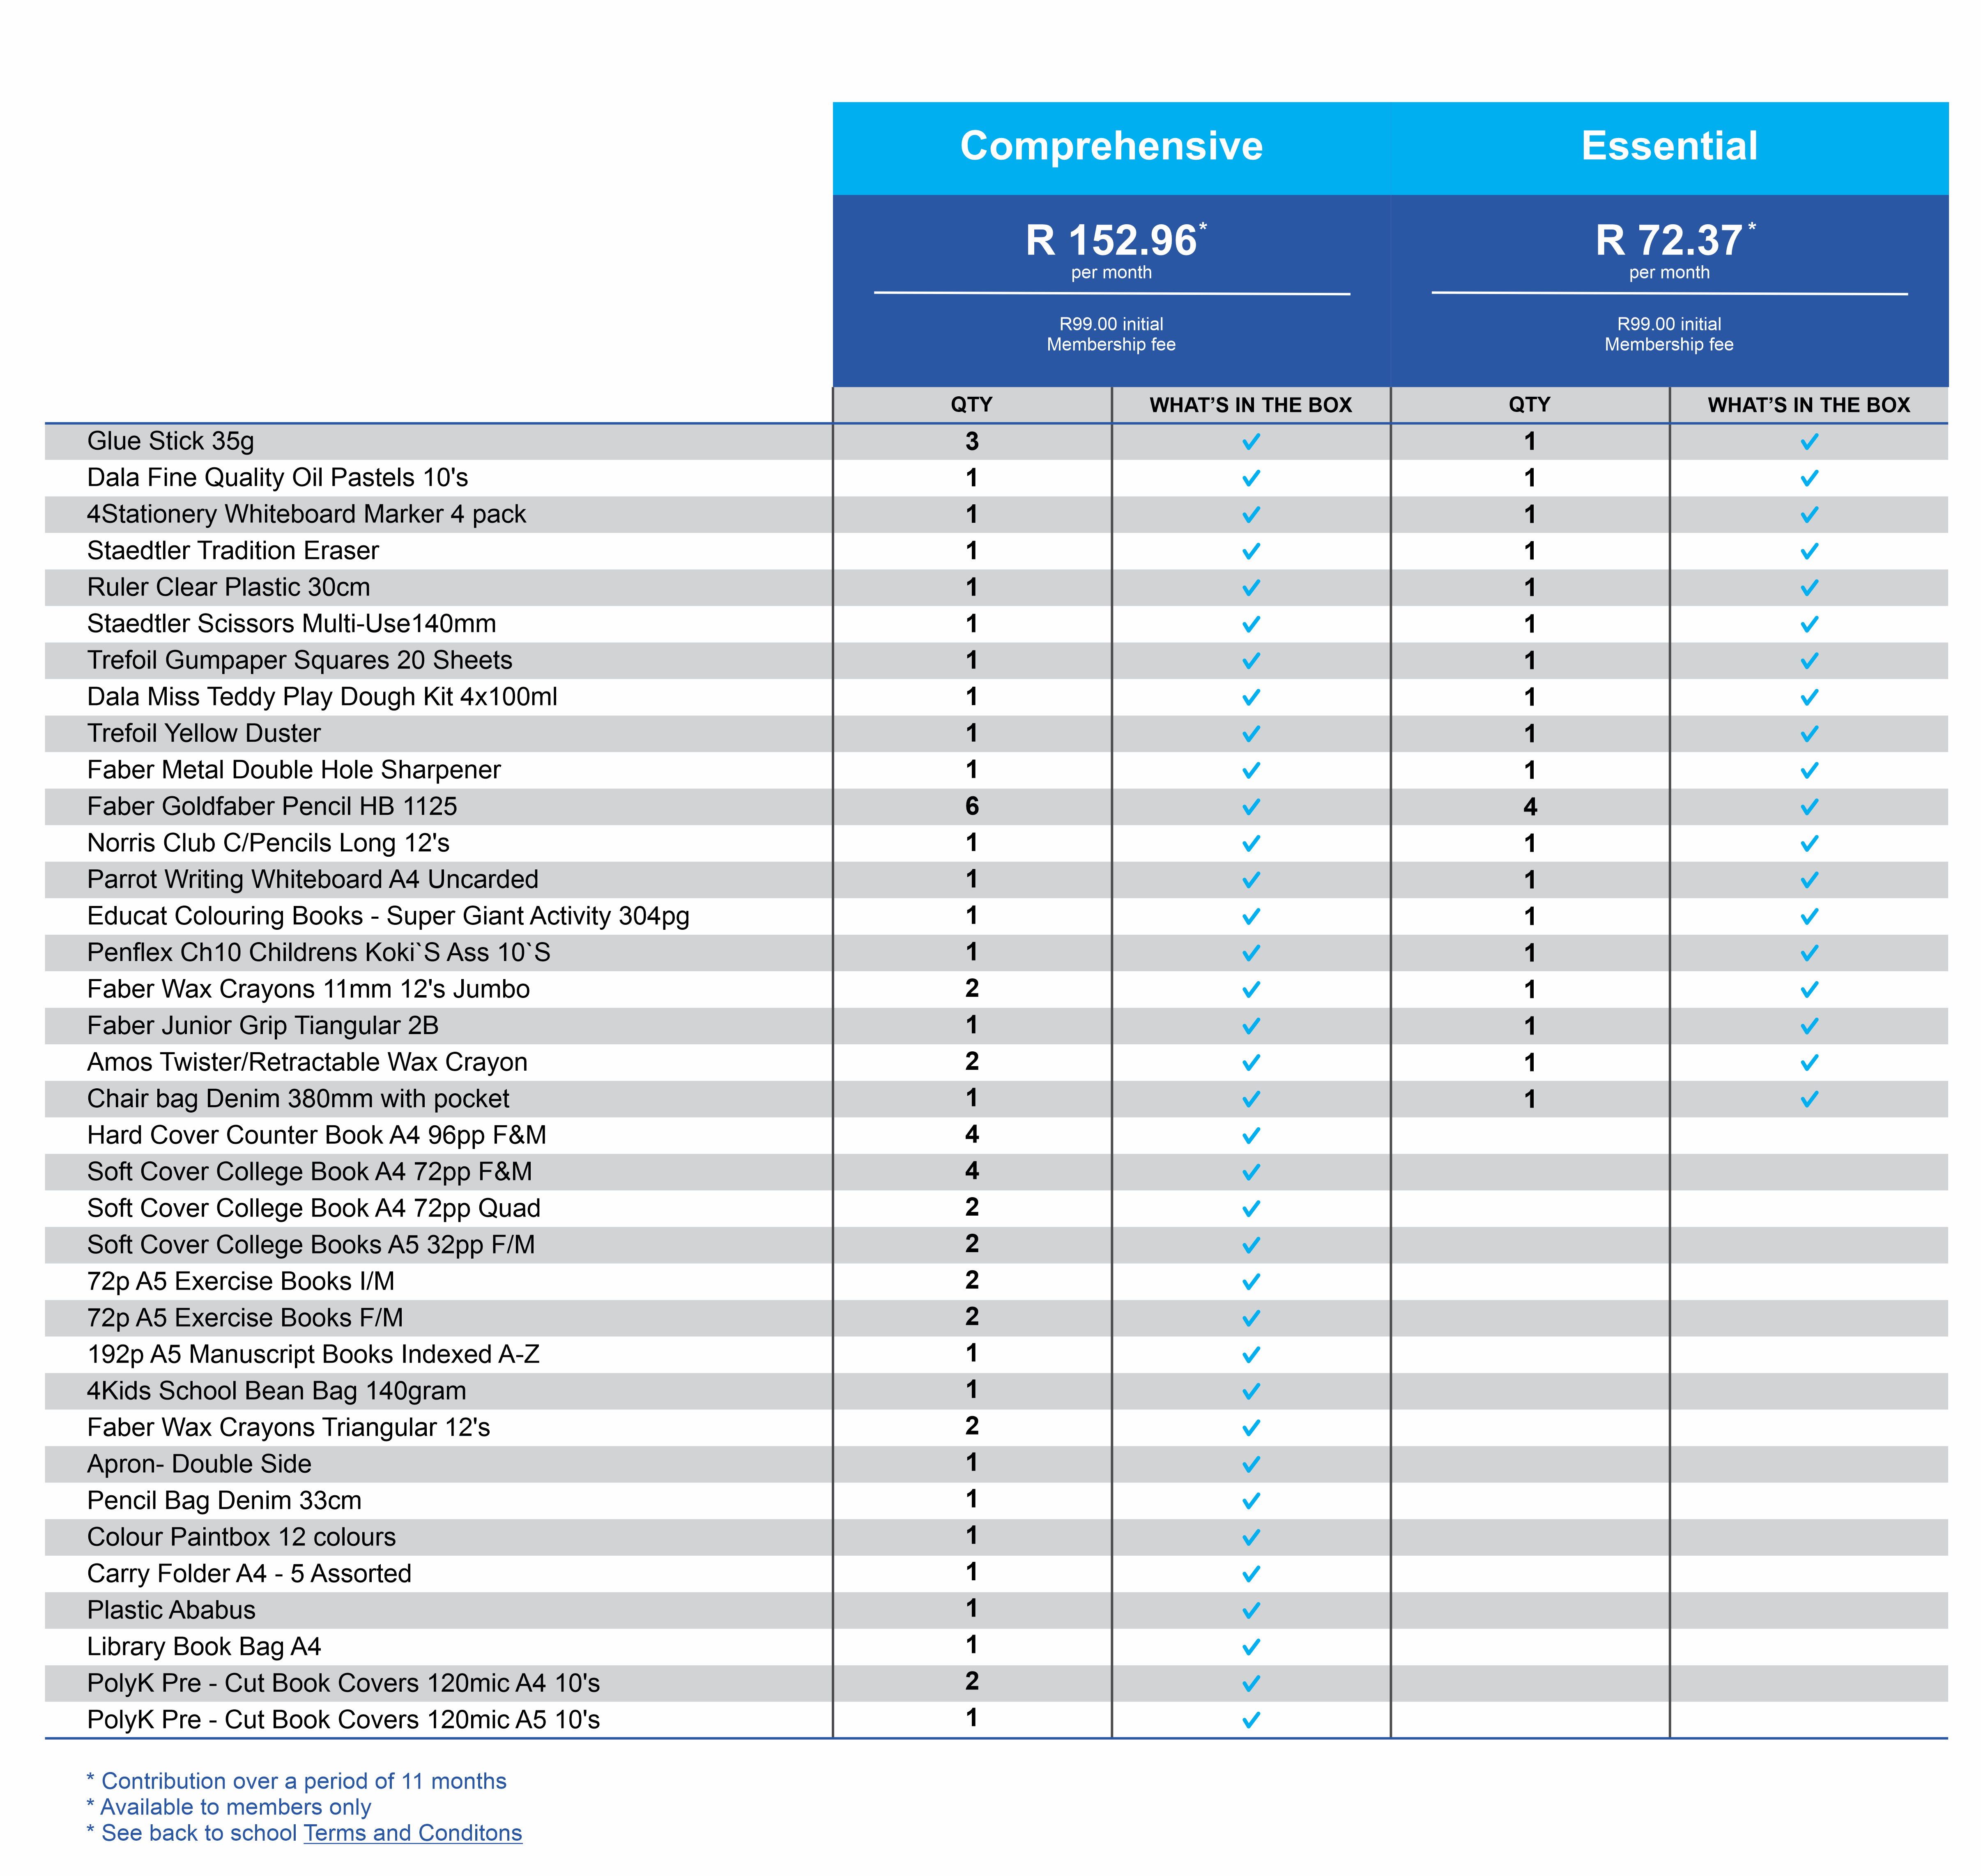 Comprehensive Essential
R 152.96* R 72.37*
per month per month
R99.00 initial R99.00 initial
Membership fee Membership fee
QTY WHAT’S IN THE BOX QTY WHAT’S IN THE BOX
Glue Stick 35g 3 ✓ 1 ✓
Dala Fine Quality Oil Pastels 10's 1 ✓ 1 ✓
4Stationery Whiteboard Marker 4 pack 1 ✓ 1 ✓
Staedtler Tradition Eraser 1 ✓ 1 ✓
Ruler Clear Plastic 30cm 1 ✓ 1 ✓
Staedtler Scissors Multi-Use140mm 1 ✓ 1 ✓
Trefoil Gumpaper Squares 20 Sheets 1 ✓ 1 ✓
Dala Miss Teddy Play Dough Kit 4x100ml 1 ✓ 1 ✓
Trefoil Yellow Duster 1 ✓ 1 ✓
Faber Metal Double Hole Sharpener 1 ✓ 1 ✓
Faber Goldfaber Pencil HB 1125 6 ✓ 4 ✓
Norris Club C/Pencils Long 12's 1 ✓ 1 ✓
Parrot Writing Whiteboard A4 Uncarded 1 ✓ 1 ✓
Educat Colouring Books - Super Giant Activity 304pg 1 ✓ 1 ✓
Penflex Ch10 Childrens Koki`S Ass 10`S 1 ✓ 1 ✓
Faber Wax Crayons 11mm 12's Jumbo 2 ✓ 1 ✓
Faber Junior Grip Tiangular 2B 1 ✓ 1 ✓
Amos Twister/Retractable Wax Crayon 2 ✓ 1 ✓
Chair bag Denim 380mm with pocket 1 ✓ 1 ✓
Hard Cover Counter Book A4 96pp F&M 4 ✓
Soft Cover College Book A4 72pp F&M 4 ✓
Soft Cover College Book A4 72pp Quad 2 ✓
Soft Cover College Books A5 32pp F/M 2 ✓
72p A5 Exercise Books I/M 2 ✓
72p A5 Exercise Books F/M 2 ✓
192p A5 Manuscript Books Indexed A-Z 1 ✓
4Kids School Bean Bag 140gram 1 ✓
Faber Wax Crayons Triangular 12's 2 ✓
Apron- Double Side 1 ✓
Pencil Bag Denim 33cm 1 ✓
Colour Paintbox 12 colours 1 ✓
Carry Folder A4 - 5 Assorted 1 ✓
Plastic Ababus 1 ✓
Library Book Bag A4 1 ✓
PolyK Pre - Cut Book Covers 120mic A4 10's 2 ✓
PolyK Pre - Cut Book Covers 120mic A5 10's 1 ✓
* Contribution over a period of 11 months
* Available to members only
* See back to school Terms and Conditons